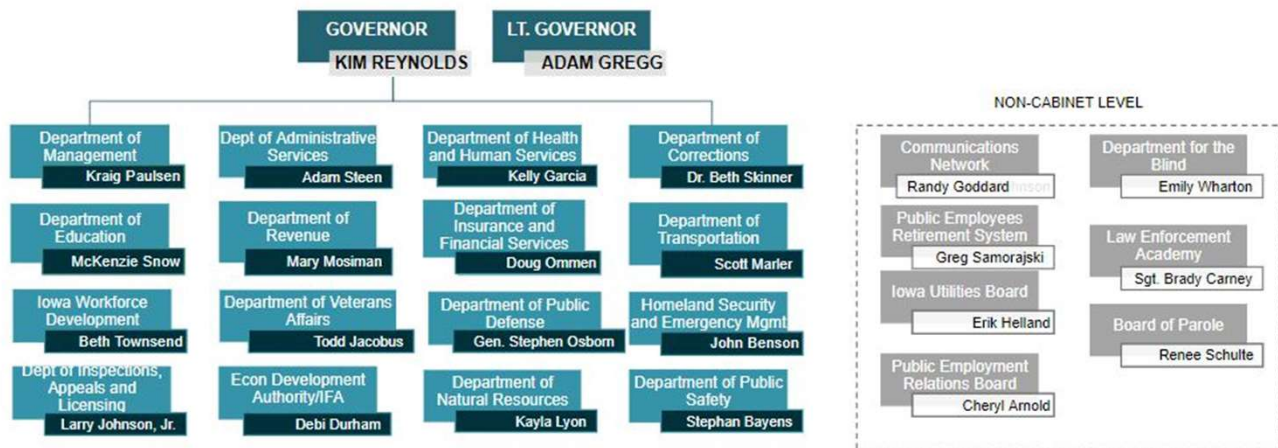 GOVERNOR
KIM REYNOLDS
LT. GOVERNOR
ADAM GREGG
Department of
Management
Kraig Paulsen
Dept of Administrative
Services
Adam Steen
Department of Health
and Human Services
Kelly Garcia
Department of
Corrections
Dr. Beth Skinner
Department of
Education
McKenzie Snow
Department of
Revenue
Mary Mosiman
Department of
Insurance and
Financial Services
Doug Ommen
Department of
Transportation
Scott Marler
Iowa Workforce
Development
Beth Townsend
Department of Veterans
Affairs
Todd Jacobus
Department of Public
Defense
Gen. Stephen Osborn
Homeland Security
and Emergency Mgmt
John Benson
Dept of Inspections,
Appeals and
Licensing
Larry Johnson, Jr.
Econ Development
Authority/IFA
Debi Durham
Department of
Natural Resources
Kayla Lyon
Department of Public
Safety
Stephan Bayens
NON-CABINET LEVEL
Communications
Network
Randy Goddard
Department for the
Blind
Emily Wharton
Public Employees
Retirement System
Greg Samorajski
Law Enforcement
Academy
Sgt. Brady Carney
Iowa Utilities Board
Erik Helland
Board of Parole
Renee Schulte
Public Employment
Relations Board
Cheryl Arnold